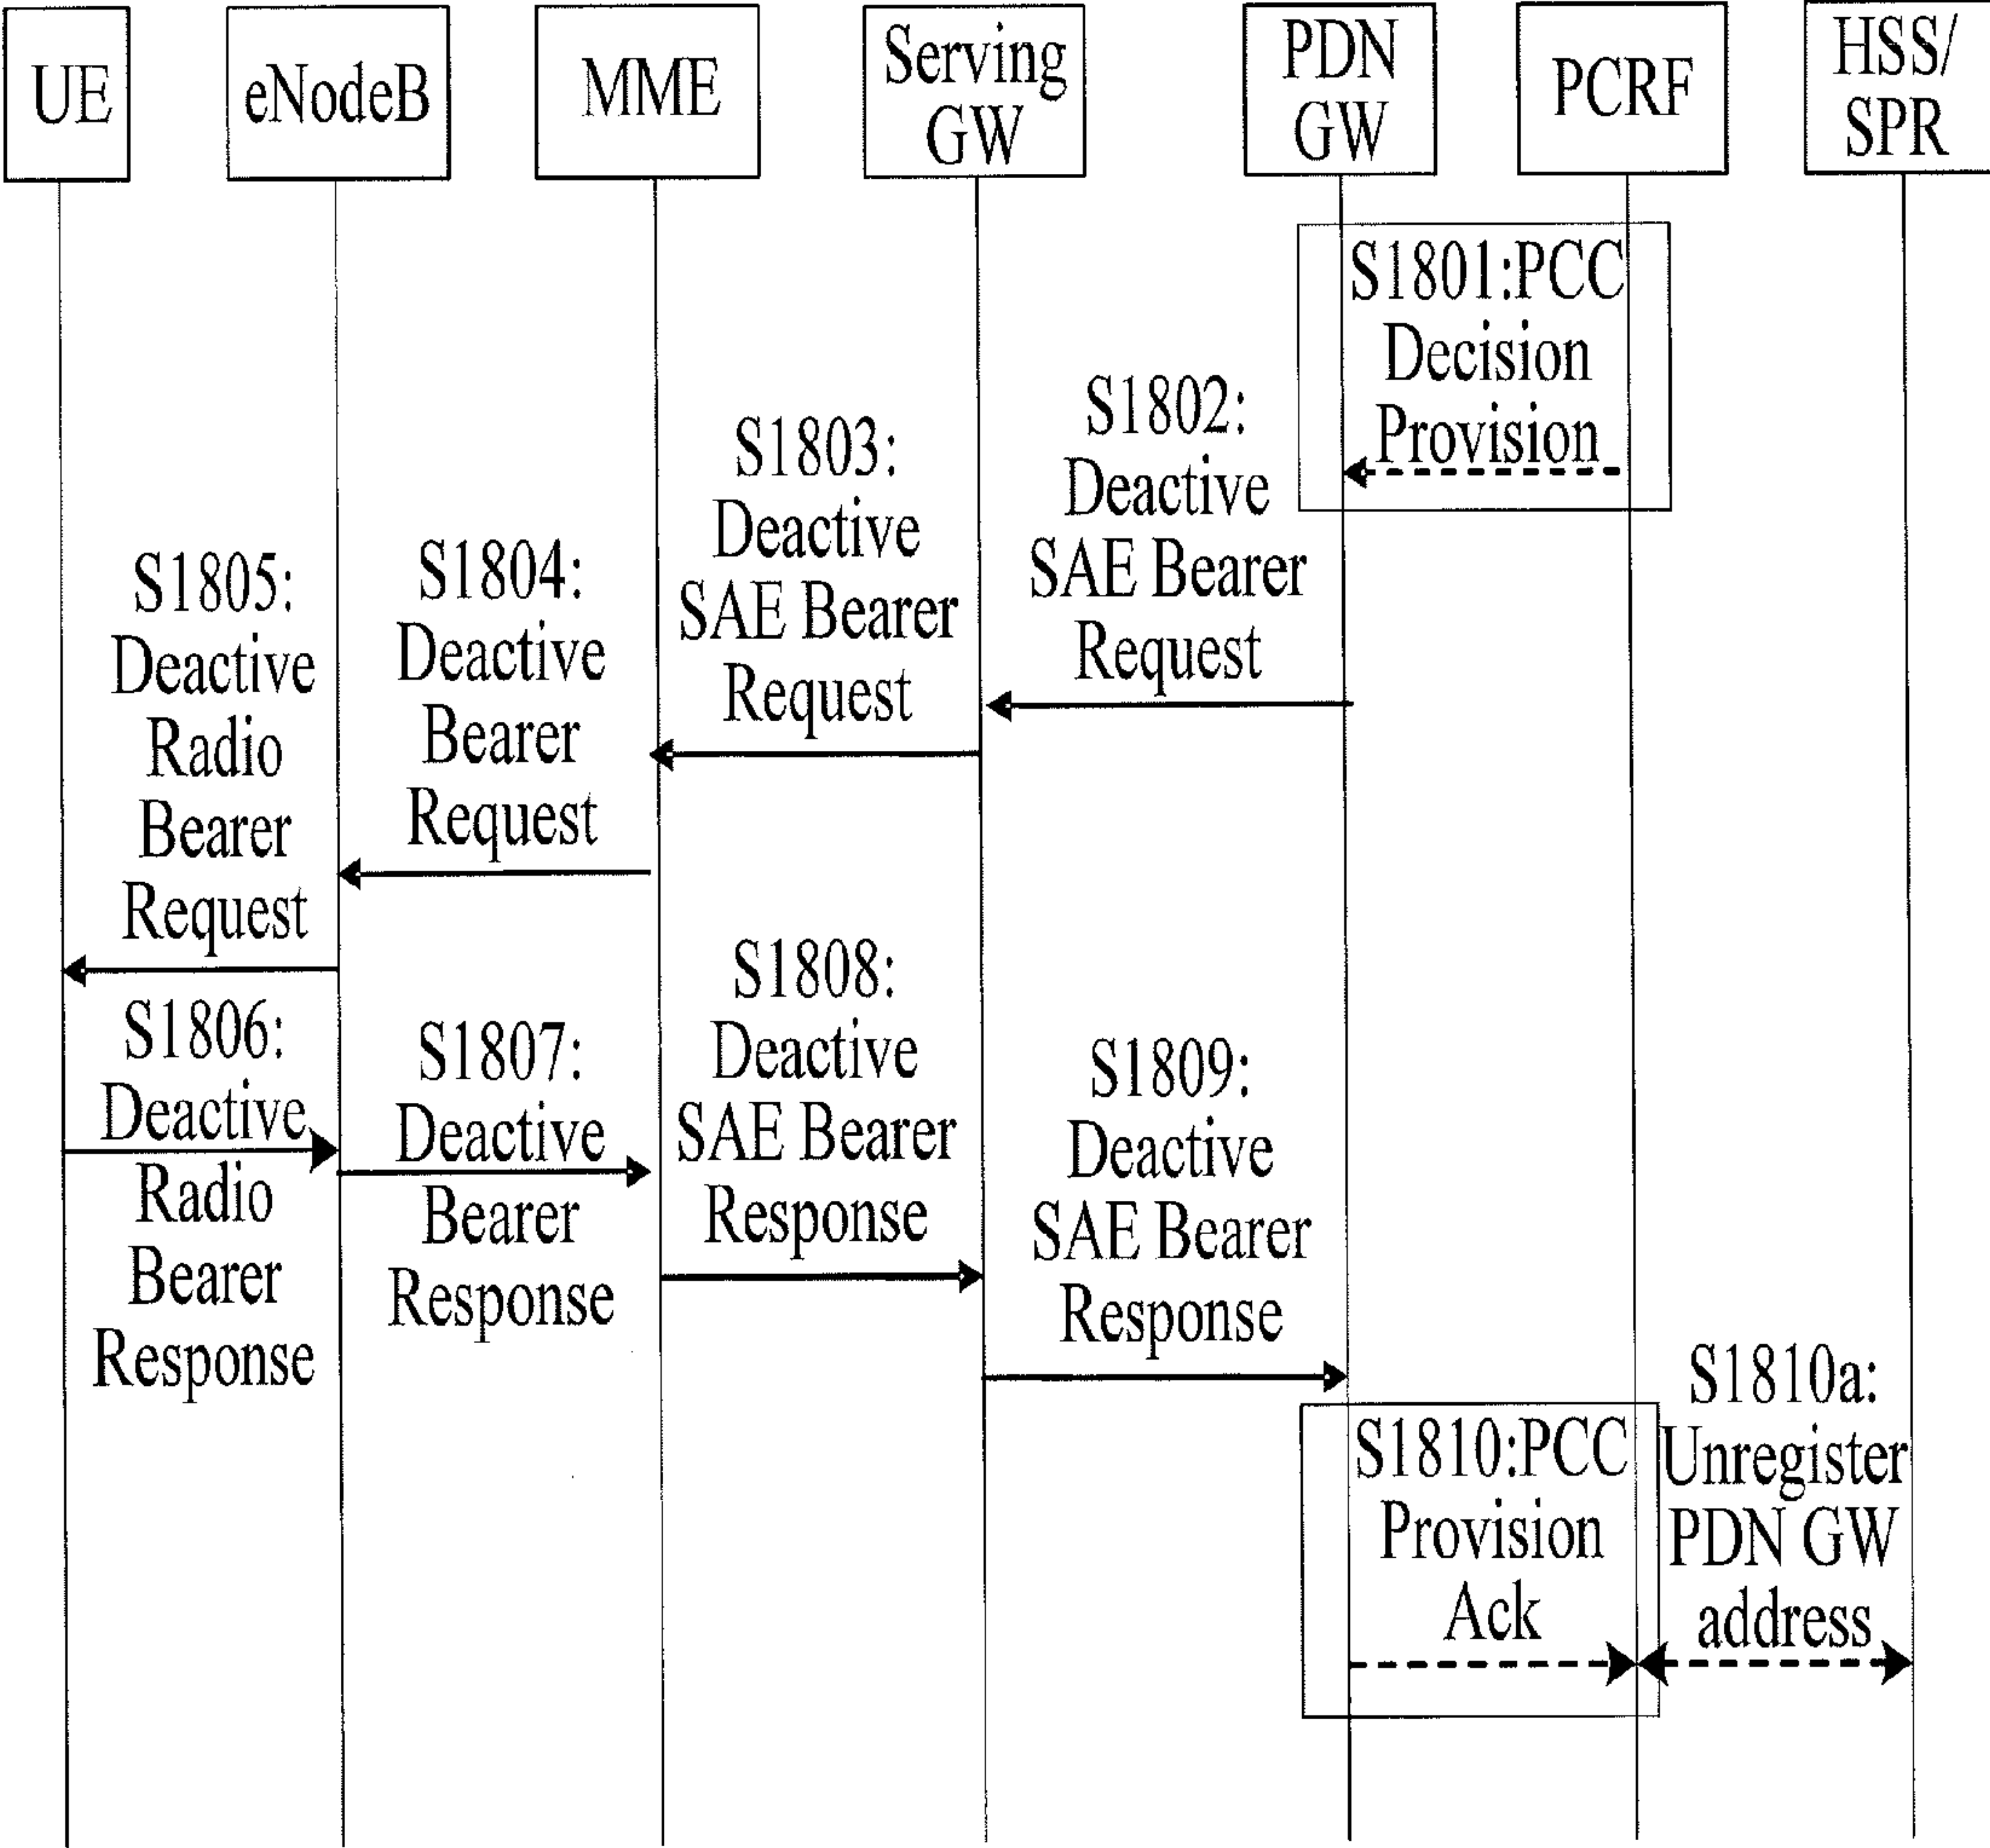 UE
eNodeB
MME
Serving
GW
PDN
GW
PCRF
HSS/
SPR
S1801:PCC
Decision
Provision
S1802:
Deactive
SAE Bearer
Request
S1803:
Deactive
SAE Bearer
Request
S1804:
Deactive
Bearer
Request
S1805:
Deactive
Radio
Bearer
Request
S1806:
Deactive
Radio
Bearer
Response
S1807:
Deactive
Bearer
Response
S1808:
Deactive
SAE Bearer
Response
S1809:
Deactive
SAE Bearer
Response
S1810:PCC
Provision
Ack
S1810a:
Unregister
PDN GW
address